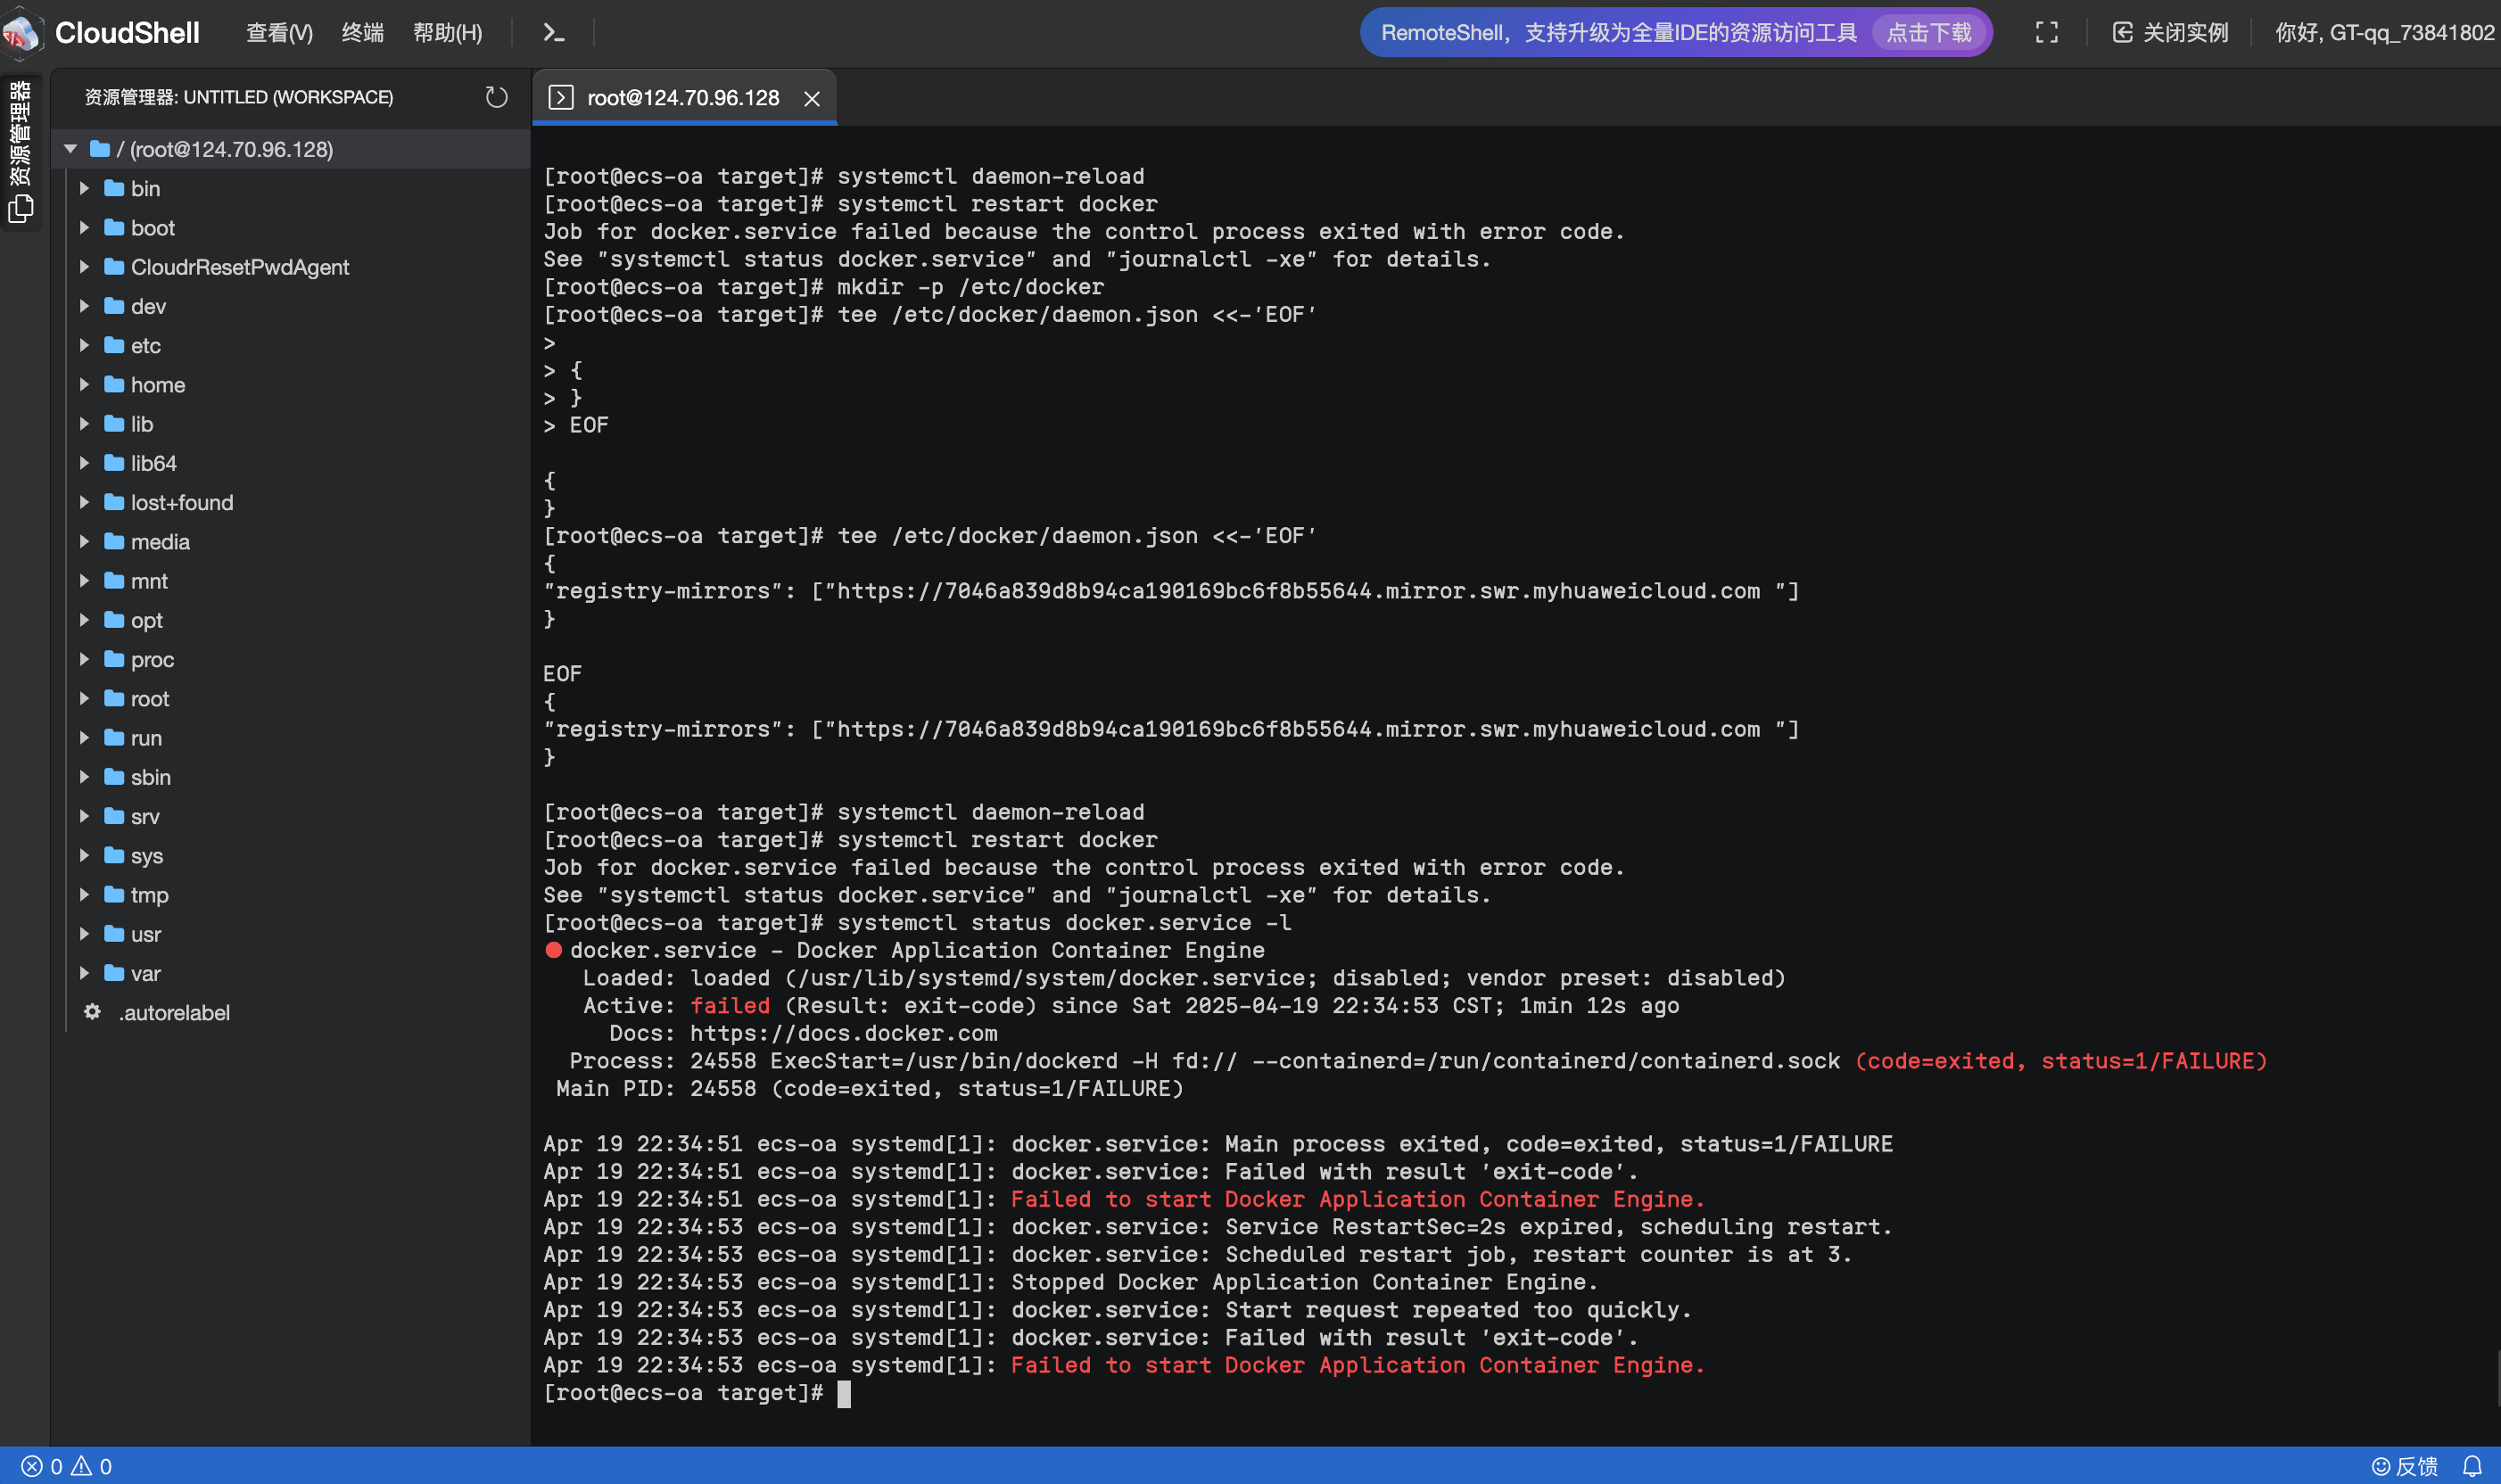 CloudShell
查看(V) 终端 帮助(H)
RemoteShell，支持升级为全量IDE的资源访问工具 点击下载
关闭实例
你好, GT-qq_73841802
资源管理器
资源管理器: UNTITLED (WORKSPACE)
/ (root@124.70.96.128)
bin
boot
CloudrResetPwdAgent
dev
etc
home
lib
lib64
lost+found
media
mnt
opt
proc
root
run
sbin
srv
sys
tmp
usr
var
.autorelabel
root@124.70.96.128
[root@ecs-oa target]# systemctl daemon-reload
[root@ecs-oa target]# systemctl restart docker
Job for docker.service failed because the control process exited with error code.
See "systemctl status docker.service" and "journalctl -xe" for details.
[root@ecs-oa target]# mkdir -p /etc/docker
[root@ecs-oa target]# tee /etc/docker/daemon.json <<-'EOF'
>
> {
> }
> EOF
{
}
[root@ecs-oa target]# tee /etc/docker/daemon.json <<-'EOF'
{
"registry-mirrors": ["https://7046a839d8b94ca190169bc6f8b55644.mirror.swr.myhuaweicloud.com "]
}
EOF
{
"registry-mirrors": ["https://7046a839d8b94ca190169bc6f8b55644.mirror.swr.myhuaweicloud.com "]
}
[root@ecs-oa target]# systemctl daemon-reload
[root@ecs-oa target]# systemctl restart docker
Job for docker.service failed because the control process exited with error code.
See "systemctl status docker.service" and "journalctl -xe" for details.
[root@ecs-oa target]# systemctl status docker.service -l
● docker.service - Docker Application Container Engine
Loaded: loaded (/usr/lib/systemd/system/docker.service; disabled; vendor preset: disabled)
Active: failed (Result: exit-code) since Sat 2025-04-19 22:34:53 CST; 1min 12s ago
Docs: https://docs.docker.com
Process: 24558 ExecStart=/usr/bin/dockerd -H fd:// --containerd=/run/containerd/containerd.sock (code=exited, status=1/FAILURE)
Main PID: 24558 (code=exited, status=1/FAILURE)
Apr 19 22:34:51 ecs-oa systemd[1]: docker.service: Main process exited, code=exited, status=1/FAILURE
Apr 19 22:34:51 ecs-oa systemd[1]: docker.service: Failed with result 'exit-code'.
Apr 19 22:34:51 ecs-oa systemd[1]: Failed to start Docker Application Container Engine.
Apr 19 22:34:53 ecs-oa systemd[1]: docker.service: Service RestartSec=2s expired, scheduling restart.
Apr 19 22:34:53 ecs-oa systemd[1]: docker.service: Scheduled restart job, restart counter is at 3.
Apr 19 22:34:53 ecs-oa systemd[1]: Stopped Docker Application Container Engine.
Apr 19 22:34:53 ecs-oa systemd[1]: docker.service: Start request repeated too quickly.
Apr 19 22:34:53 ecs-oa systemd[1]: docker.service: Failed with result 'exit-code'.
Apr 19 22:34:53 ecs-oa systemd[1]: Failed to start Docker Application Container Engine.
[root@ecs-oa target]#
0 0
反馈